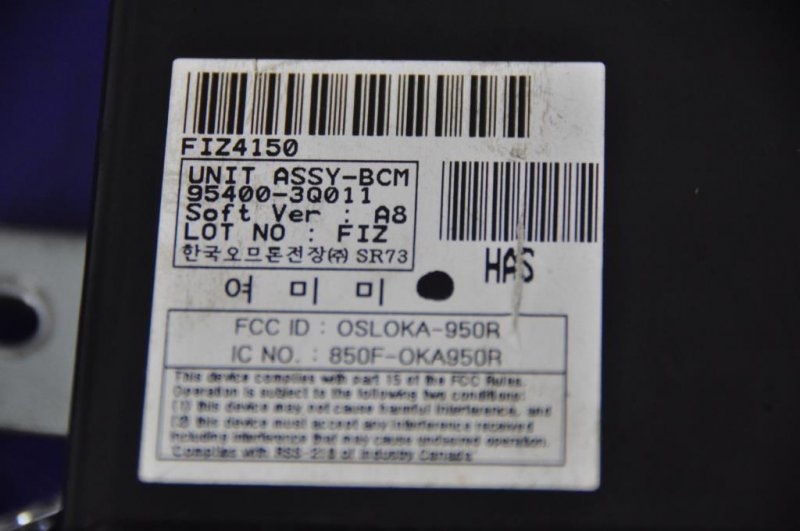 FIZ4150
UNIT ASSY-BCM
95400-3Q011
Soft Ver : A8
LOT NO : FIZ
한국오므론전장(주) SR73
HAS
여 미 미
FCC ID : OSLOKA-950R
IC NO. : 850F-OKA950R
This device complies with part 15 of the FCC Rules.
Operation is subject to the following two conditions:
(1) this device may not cause harmful interference, and
(2) this device must accept any interference received
including interference that may cause undesired operation.
"Complies with RSS-210 of Industry Canada"